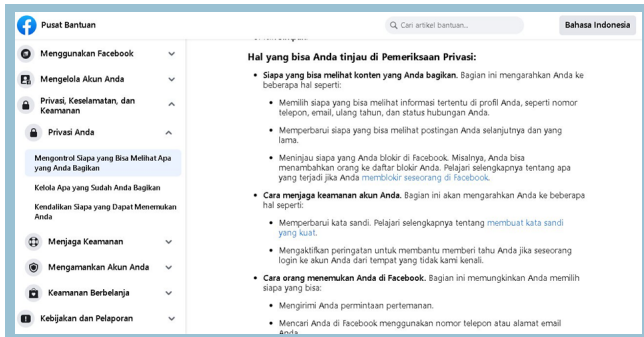 Pusat Bantuan
Cari artikel bantuan...
Bahasa Indonesia
Menggunakan Facebook
Mengelola Akun Anda
Privasi, Keselamatan, dan
Keamanan
Privasi Anda
Mengontrol Siapa yang Bisa Melihat Apa
yang Anda Bagikan
Kelola Apa yang Sudah Anda Bagikan
Kendalikan Siapa yang Dapat Menemukan
Anda
Menjaga Keamanan
Mengamankan Akun Anda
Keamanan Berbelanja
Kebijakan dan Pelaporan
Hal yang bisa Anda tinjau di Pemeriksaan Privasi:
• Siapa yang bisa melihat konten yang Anda bagikan. Bagian ini mengarahkan Anda ke
beberapa hal seperti:
• Memilih siapa yang bisa melihat informasi tertentu di profil Anda, seperti nomor
telepon, email, ulang tahun, dan status hubungan Anda.
• Memperbarui siapa yang bisa melihat postingan Anda selanjutnya dan yang
lama.
• Meninjau siapa yang Anda blokir di Facebook. Misalnya, Anda bisa
menambahkan orang ke daftar blokir Anda. Pelajari selengkapnya tentang apa
yang terjadi jika Anda memblokir seseorang di Facebook.
• Cara menjaga keamanan akun Anda. Bagian ini akan mengarahkan Anda ke beberapa
hal seperti:
• Memperbarui kata sandi. Pelajari selengkapnya tentang membuat kata sandi
yang kuat.
• Mengaktifkan peringatan untuk membantu memberi tahu Anda jika seseorang
login ke akun Anda dari tempat yang tidak kami kenali.
• Cara orang menemukan Anda di Facebook. Bagian ini memungkinkan Anda memilih
siapa yang bisa:
• Mengirimi Anda permintaan pertemanan.
• Mencari Anda di Facebook menggunakan nomor telepon atau alamat email
Anda